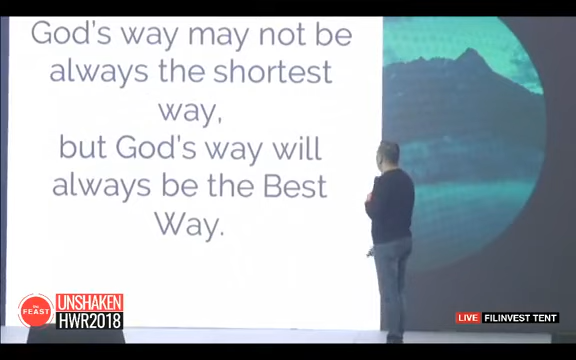 God's way may not be
always the shortest
way,
but God's way will
always be the Best
Way.
the
FEAST
UNSHAKEN
HWR2018
LIVE FILINVEST TENT